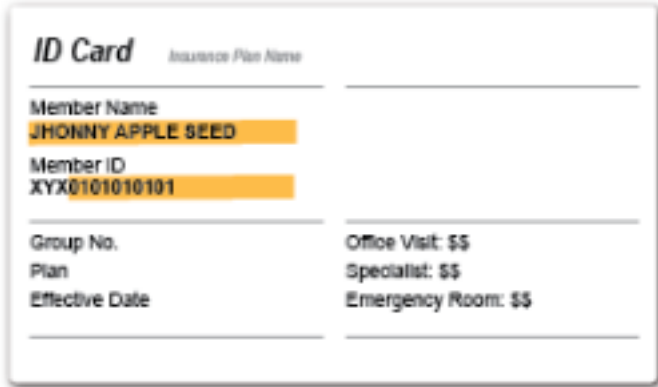 ID Card Insurance Plan Name
Member Name
JHONNY APPLE SEED
Member ID
XYX0101010101
Group No.
Plan
Effective Date
Office Visit: $$
Specialist: $$
Emergency Room: $$